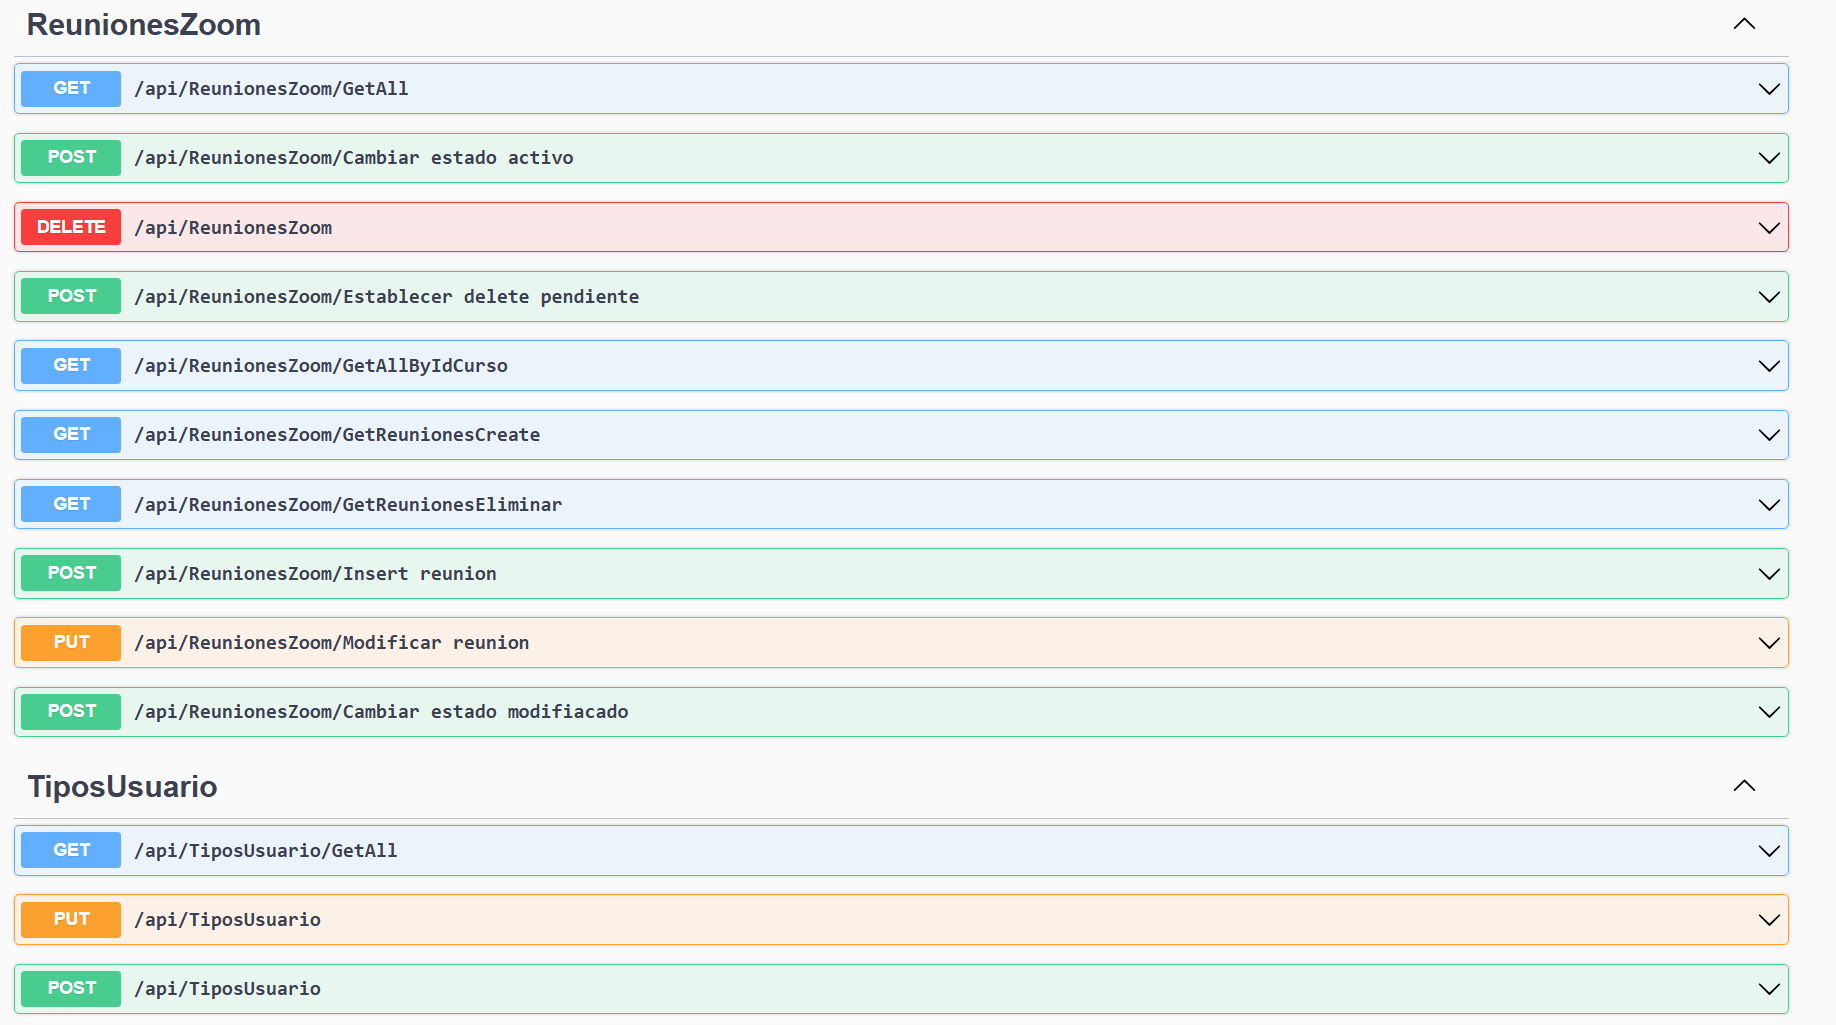 ReunionesZoom
GET /api/ReunionesZoom/GetAll
POST /api/ReunionesZoom/Cambiar estado activo
DELETE /api/ReunionesZoom
POST /api/ReunionesZoom/Establecer delete pendiente
GET /api/ReunionesZoom/GetAllByIdCurso
GET /api/ReunionesZoom/GetReunionesCreate
GET /api/ReunionesZoom/GetReunionesEliminar
POST /api/ReunionesZoom/Insert reunion
PUT /api/ReunionesZoom/Modificar reunion
POST /api/ReunionesZoom/Cambiar estado modifiacado
TiposUsuario
GET /api/TiposUsuario/GetAll
PUT /api/TiposUsuario
POST /api/TiposUsuario